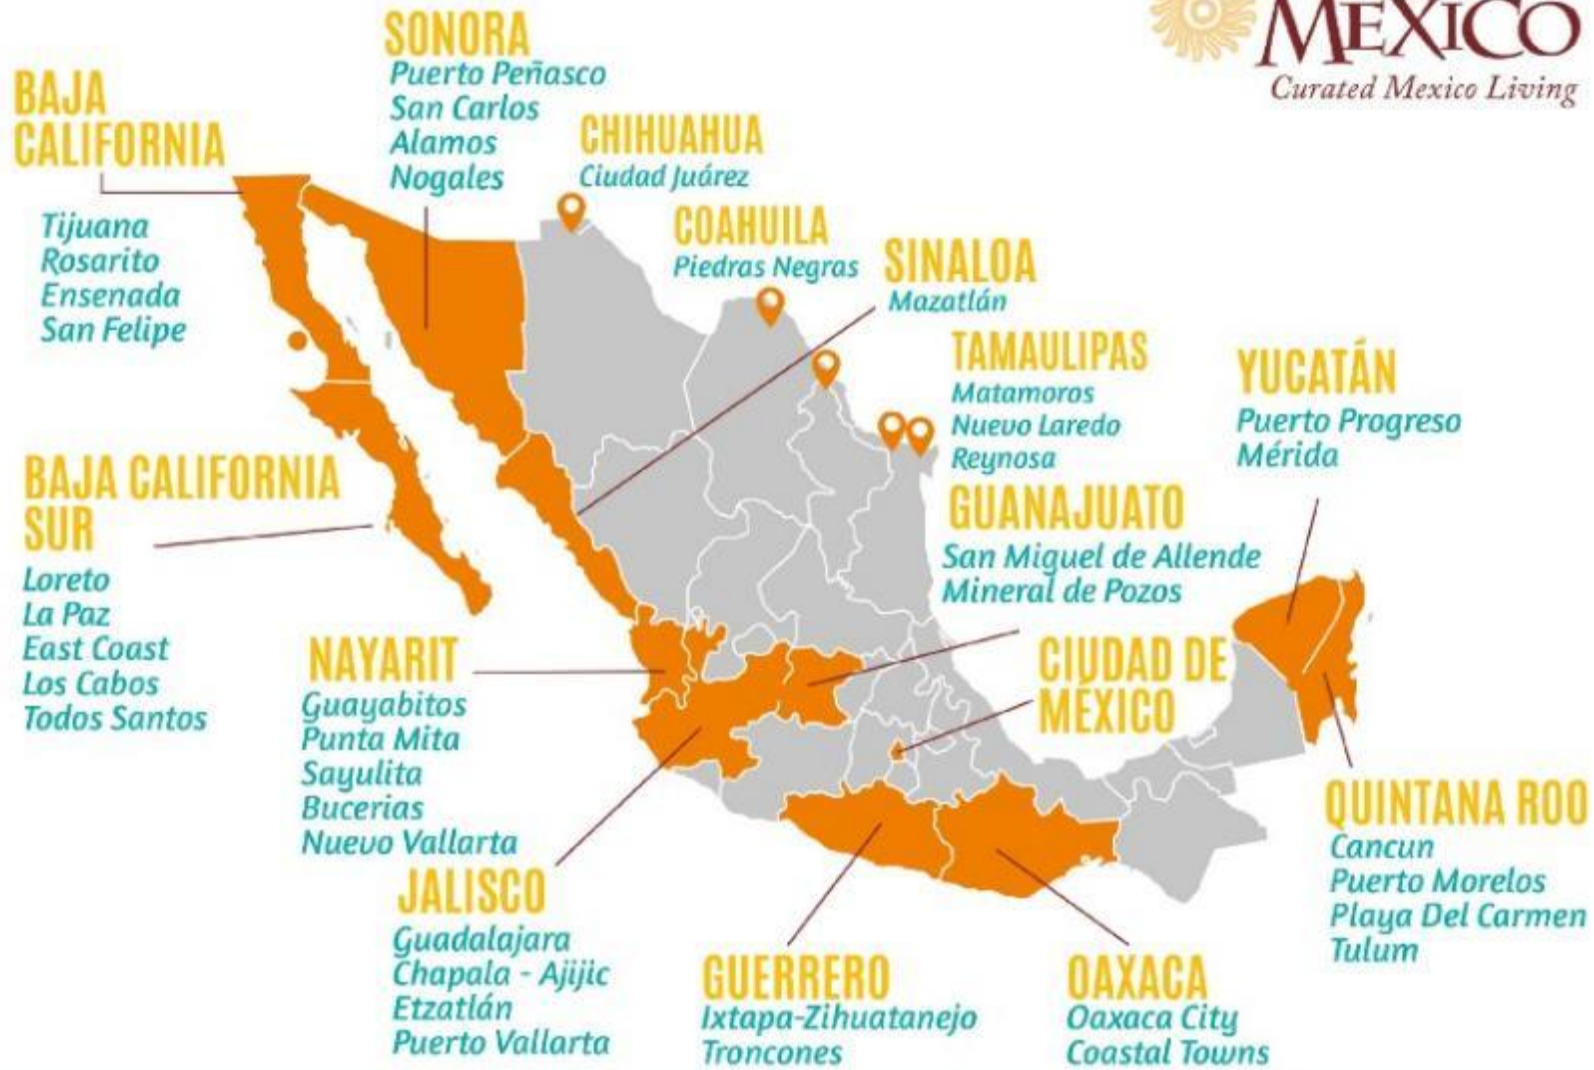 MEXICO
Curated Mexico Living
SONORA
Puerto Peñasco
San Carlos
Alamos
Nogales
BAJA
CALIFORNIA
Tijuana
Rosarito
Ensenada
San Felipe
CHIHUAHUA
Ciudad Juárez
COAHUILA
Piedras Negras
SINALOA
Mazatlán
TAMAULIPAS
Matamoros
Nuevo Laredo
Reynosa
YUCATÁN
Puerto Progreso
Mérida
BAJA CALIFORNIA
SUR
Loreto
La Paz
East Coast
Los Cabos
Todos Santos
GUANAJUATO
San Miguel de Allende
Mineral de Pozos
NAYARIT
Guayabitos
Punta Mita
Sayulita
Bucerias
Nuevo Vallarta
CIUDAD DE
MÉXICO
QUINTANA ROO
Cancun
Puerto Morelos
Playa Del Carmen
Tulum
JALISCO
Guadalajara
Chapala - Ajijic
Etzatlán
Puerto Vallarta
GUERRERO
Ixtapa-Zihuatanejo
Troncones
OAXACA
Oaxaca City
Coastal Towns